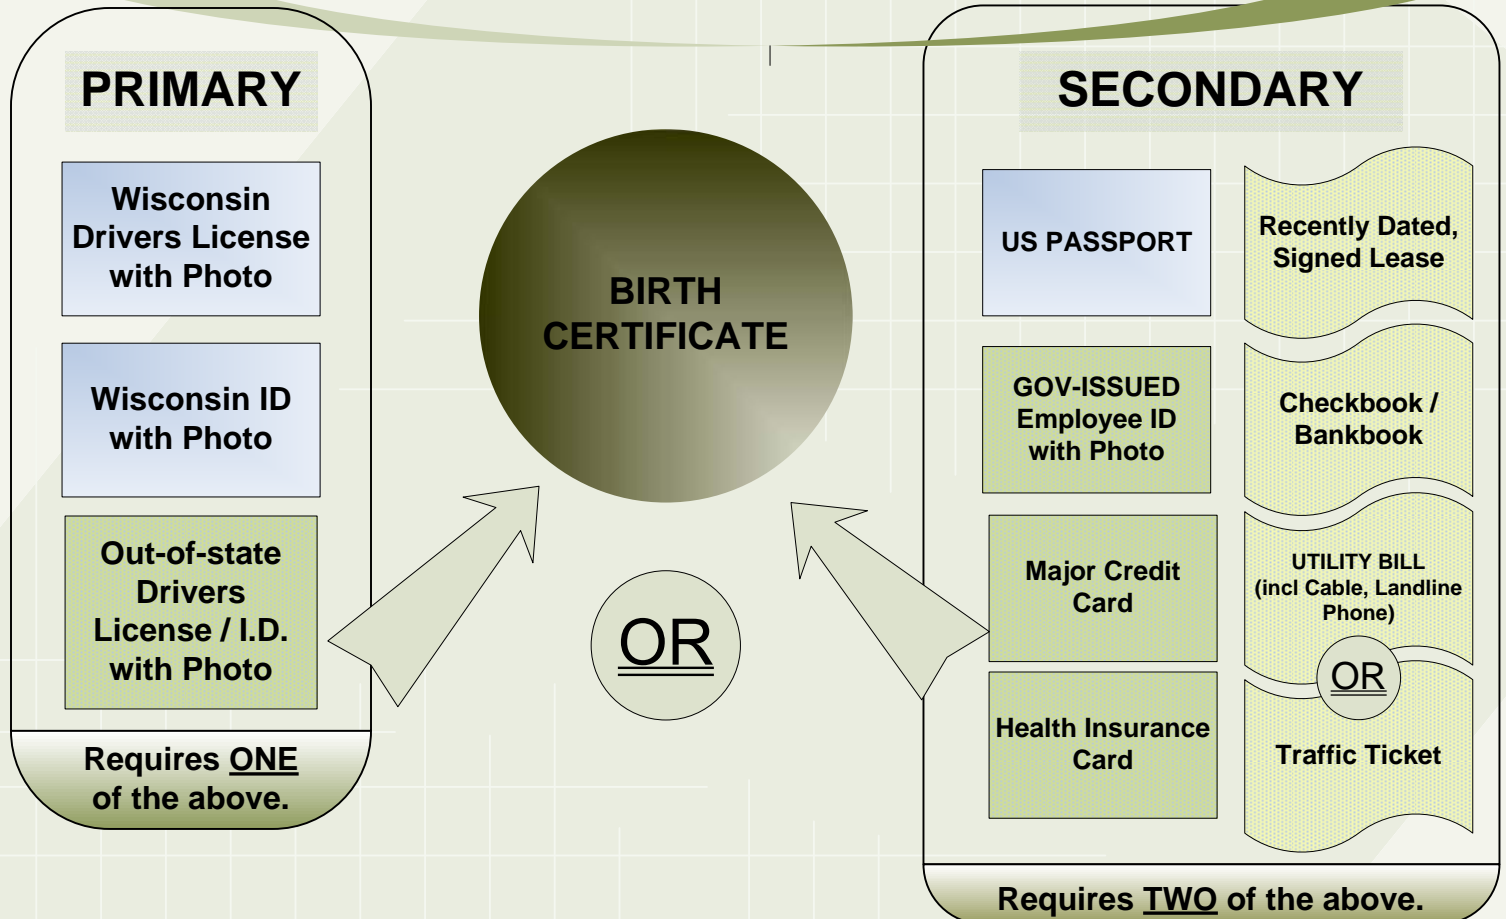 PRIMARY
Wisconsin
Drivers License
with Photo
Wisconsin ID
with Photo
Out-of-state
Drivers
License / I.D.
with Photo
Requires ONE
of the above.
BIRTH
CERTIFICATE
OR
SECONDARY
US PASSPORT
GOV-ISSUED
Employee ID
with Photo
Major Credit
Card
Health Insurance
Card
Recently Dated,
Signed Lease
Checkbook /
Bankbook
UTILITY BILL
(incl Cable, Landline
Phone)
OR
Traffic Ticket
Requires TWO of the above.